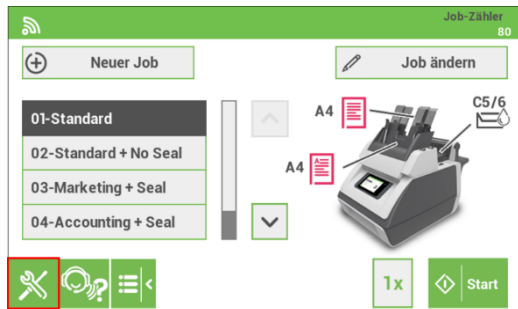 Job-Zähler
80
Neuer Job
Job ändern
01-Standard
02-Standard + No Seal
03-Marketing + Seal
04-Accounting + Seal
A4
C5/6
A4
1x
Start